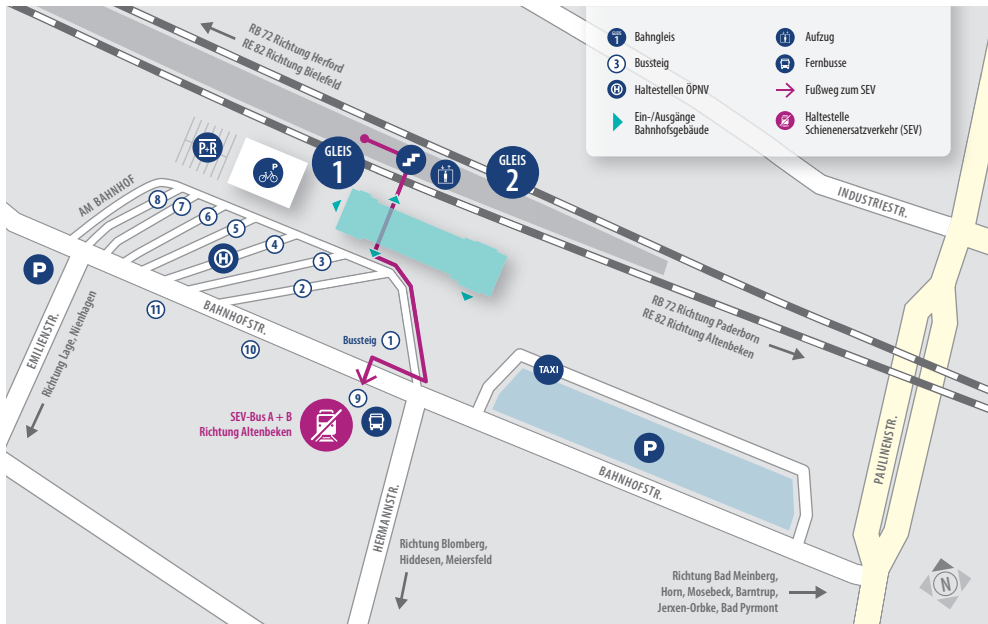 RB 72 Richtung Herford
RE 82 Richtung Bielefeld
GLEIS
1
Bahngleis
3
Bussteig
H
Haltestellen ÖPNV
Ein-/Ausgänge
Bahnhofsgebäude
Aufzug
Fernbusse
Fußweg zum SEV
Haltestelle
Schienenersatzverkehr (SEV)
P+R
P
GLEIS
1
GLEIS
2
INDUSTRIESTR.
AM BAHNHOF
8
7
6
5
4
3
2
H
P
11
BAHNHOFSTR.
10
Bussteig
1
9
EMILIENSTR.
Richtung Lage, Nienhagen
RB 72 Richtung Paderborn
RE 82 Richtung Altenbeken
TAXI
P
SEV-Bus A + B
Richtung Altenbeken
BAHNHOFSTR.
PAULINENSTR.
HERMANNSTR.
Richtung Blomberg,
Hiddesen, Meiersfeld
Richtung Bad Meinberg,
Horn, Mosebeck, Barntrup,
Jerxen-Orbke, Bad Pyrmont
N